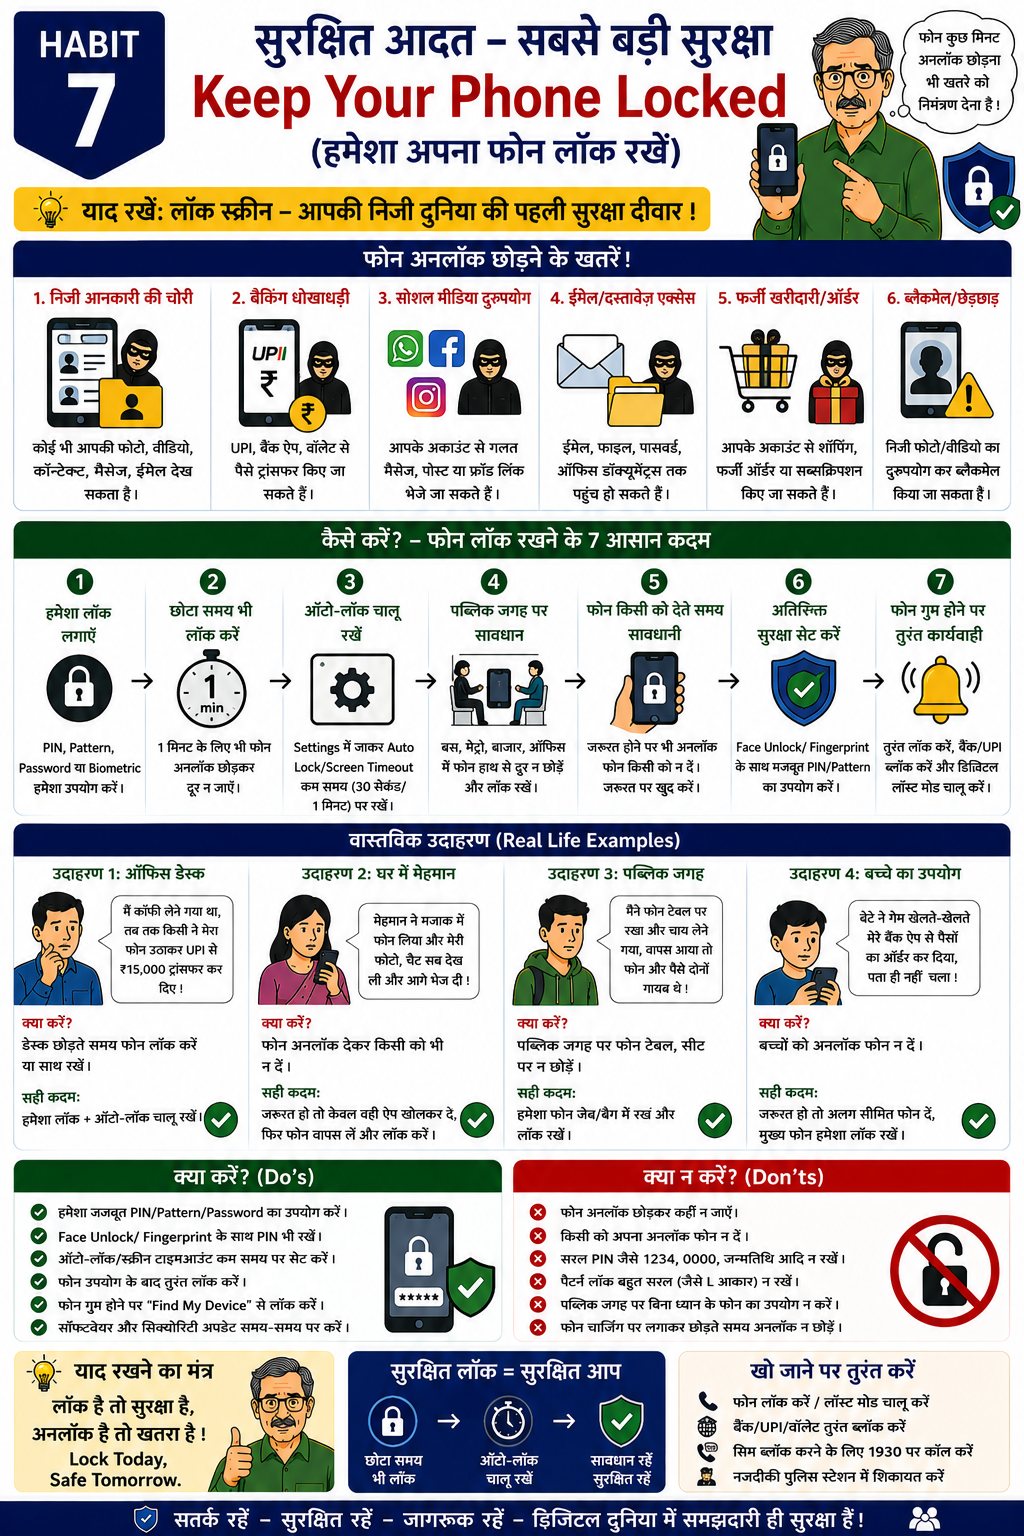 HABIT
7
सुरक्षित आदत – सबसे बड़ी सुरक्षा
Keep Your Phone Locked
(हमेशा अपना फोन लॉक रखें)
फोन कुछ मिनट
अनलॉक छोड़ना
भी खतरे को
निमंत्रण देना है !
याद रखें: लॉक स्क्रीन – आपकी निजी दुनिया की पहली सुरक्षा दीवार !
फोन अनलॉक छोड़ने के खतरें !
1. निजी आनकारी की चोरी
कोई भी आपकी फोटो, वीडियो,
कॉन्टेक्ट, मैसेज, ईमेल देख
सकता है ।
2. बैकिंग धोखाधड़ी
UPI
₹
₹
UPI, बैंक ऐप, वॉलेट से
पैसे ट्रांसफर किए जा
सकते हैं ।
3. सोशल मीडिया दुरुपयोग
आपके अकाउंट से गलत
मैसेज, पोस्ट या फ्रॉड लिंक
भेजे जा सकते हैं ।
4. ईमेल/दस्तावेज़ एक्सेस
ईमेल, फाइल, पासवर्ड,
ऑफिस डॉक्यूमेंट्रस तक
पहुंच हो सकते हैं ।
5. फर्जी खरीदारी/ऑर्डर
आपके अकाउंट से शॉपिंग,
फर्जी ऑर्डर या सब्सक्रिपशन
किए जा सकते हैं ।
6. ब्लैकमेल/छेड़छाड़
निजी फोटो/वीडियो का
दुरूपयोग कर ब्लैकमेल
किया जा सकता है ।
कैसे करें? – फोन लॉक रखने के 7 आसान कदम
1
हमेशा लॉक
लगाएँ
PIN, Pattern,
Password या Biometric
हमेशा उपयोग करें ।
2
छोटा समय भी
लॉक करें
1
min
1 मिनट के लिए भी फोन
अनलॉक छोड़कर
दूर न जाएँ ।
3
ऑटो-लॉक चालू
रखें
Settings में जाकर Auto
Lock/Screen Timeout
कम समय (30 सेकंड/
1 मिनट) पर रखें ।
4
पब्लिक जगह पर
सावधान
बस, मेट्रो, बाजार, ऑफिस
में फोन हाथ से दुर न छोड़ें
और लॉक रखें ।
5
फोन किसी को देते समय
सावधानी
जरूरत होने पर भी अनलॉक
फोन किसी को न दें ।
जरूरत पर खुद करें ।
6
सुरक्षा सेट करें
Face Unlock/ Fingerprint
के साथ मजबूत PIN/Pattern
का उपयोग करें ।
7
फोन गुम होने पर
तुरंत कार्यवाही
तुरंत लॉक करें, बैंक/UPI
ब्लॉक करें और डिजिटल
लॉस्ट मोड चालू करें ।
वास्तविक उदाहरण (Real Life Examples)
उदाहरण 1: ऑफिस डेस्क
मैं कॉफी लेने गया था,
तब तक किसी ने मेरा
फोन उठाकर UPI से
₹15,000 ट्रांसफर कर
दिए !
क्या करें?
डेस्क छोड़ते समय फोन लॉक करें
या साथ रखें ।
सही कदम:
हमेशा लॉक + ऑटो-लॉक चालू रखें ।
उदाहरण 2: घर में मेहमान
मेहमान ने मजाक में
फोन लिया और मेरी
फोटो, चैट सब देख
ली और आगे भेज दी !
क्या करें?
फोन अनलॉक देकर किसी को भी
न दें ।
सही कदम:
जरूरत हो तो केवल वही ऐप खोलकर दे,
फिर फोन वापस लें और लॉक करें ।
उदाहरण 3: पब्लिक जगह
मैने फोन टेबल पर
रखा और चाय लेने
गया, वापस आया तो
फोन और पैसे दोनों
गायब थे !
क्या करें?
पब्लिक जगह पर फोन टेबल, सीट
पर न छोड़ें ।
सही कदम:
हमेशा फोन जेब/बैग में रखं और
लॉक रखें ।
उदाहरण 4: बच्चे का उपयोग
बेटे ने गेम खेलते-खेलते
मेरे बैंक ऐप से पैसों
का ऑर्डर कर दिया,
पता ही नहीं चला !
क्या करें?
बच्चों को अनलॉक फोन न दें ।
सही कदम:
जरूरत हो तो अलग सीमित फोन दें,
मुख्य फोन हमेशा लॉक रखें ।
क्या करें? (Do's)
हमेशा जजबूत PIN/Pattern/Password का उपयोग करें ।
Face Unlock/ Fingerprint के साथ PIN भी रखें ।
ऑटो-लॉक/स्क्रीन टाइमआउंट कम समय पर सेट करें ।
फोन उपयोग के बाद तुरंत लॉक करें ।
फोन गुम होने पर "Find My Device" से लॉक करें ।
सॉफ्टवेयर और सिक्योरिटी अपडेट समय-समय पर करें ।
*****
क्या न करें? (Don'ts)
फोन अनलॉक छोड़कर कहीं न जाएँ ।
किसी को अपना अनलॉक फोन न दें ।
सरल PIN जैसे 1234, 0000, जन्मतिथि आदि न रखें ।
पैटर्न लॉक बहुत सरल (जैसे L आकार) न रखें ।
पब्लिक जगह पर बिना ध्यान के फोन का उपयोग न करें ।
फोन चार्जिंग पर लगाकर छोड़ते समय अनलॉक न छोड़ें ।
याद रखने का मंत्र
लॉक है तो सुरक्षा है,
अनलॉक है तो खतरा है !
Lock Today,
Safe Tomorrow.
सुरक्षित लॉक = सुरक्षित आप
छोटा समय
भी लॉक
ऑटो-लॉक
चालू रखें
सावधान रहें
सुरक्षित रहें
खो जाने पर तुरंत करें
फोन लॉक करें / लॉस्ट मोड चालू करें
बैंक/UPI/वॉलेट तुरंत ब्लॉक करें
सिम ब्लॉक करने के लिए 1930 पर कॉल करें
नजदीकी पुलिस स्टेशन में शिकायत करें
सतर्क रहें – सुरक्षित रहें – जागरूक रहें – डिजिटल दुनिया में समझदारी ही सुरक्षा हैं !